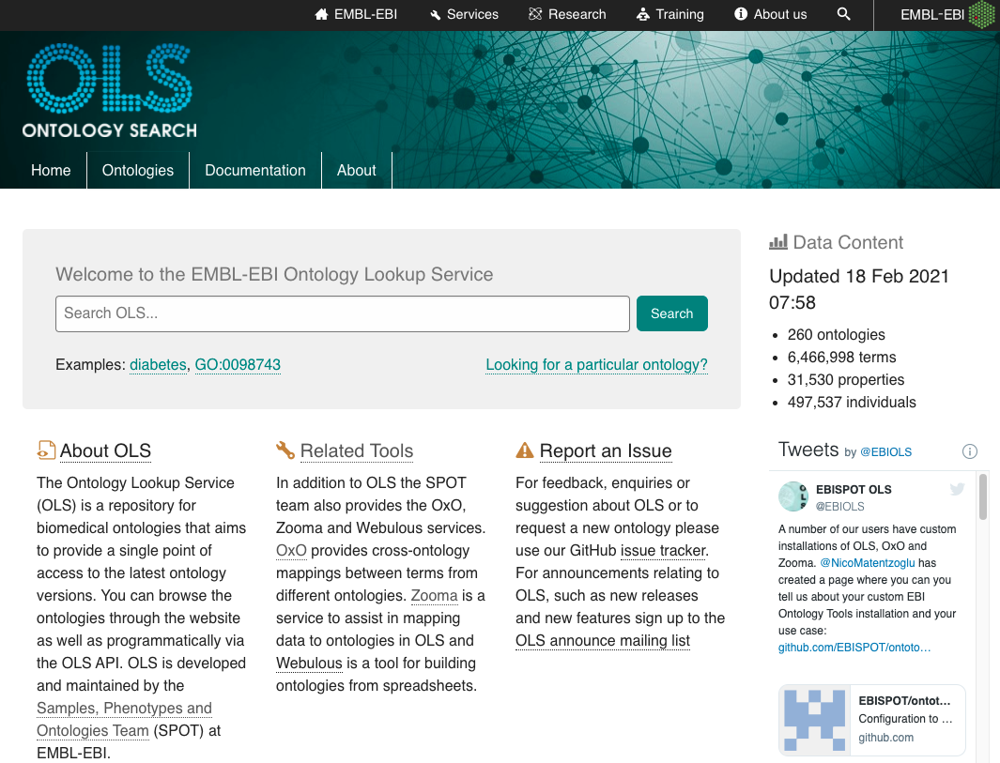 EMBL-EBI Services Research Training About us EMBL-EBI
OLS
ONTOLOGY SEARCH
Home Ontologies Documentation About
Welcome to the EMBL-EBI Ontology Lookup Service
Search OLS...
Search
Examples: diabetes, GO:0098743
Looking for a particular ontology?
Data Content
Updated 18 Feb 2021
07:58
260 ontologies
6,466,998 terms
31,530 properties
497,537 individuals
About OLS
The Ontology Lookup Service
(OLS) is a repository for
biomedical ontologies that aims
to provide a single point of
access to the latest ontology
versions. You can browse the
ontologies through the website
as well as programmatically via
the OLS API. OLS is developed
and maintained by the
Samples, Phenotypes and
Ontologies Team (SPOT) at
EMBL-EBI.
Related Tools
In addition to OLS the SPOT
team also provides the OxO,
Zooma and Webulous services.
OxO provides cross-ontology
mappings between terms from
different ontologies. Zooma is a
service to assist in mapping
data to ontologies in OLS and
Webulous is a tool for building
ontologies from spreadsheets.
Report an Issue
For feedback, enquiries or
suggestion about OLS or to
request a new ontology please
use our GitHub issue tracker.
For announcements relating to
OLS, such as new releases
and new features sign up to the
OLS announce mailing list
Tweets by @EBIOLS
EBISPOT OLS
@EBIOLS
A number of our users have custom
installations of OLS, OxO and
Zooma. @NicoMatentzoglu has
created a page where you can you
tell us about your custom EBI
Ontology Tools installation and your
use case:
github.com/EBISPOT/ontoto…
EBISPOT/ontot...
Configuration to ...
github.com